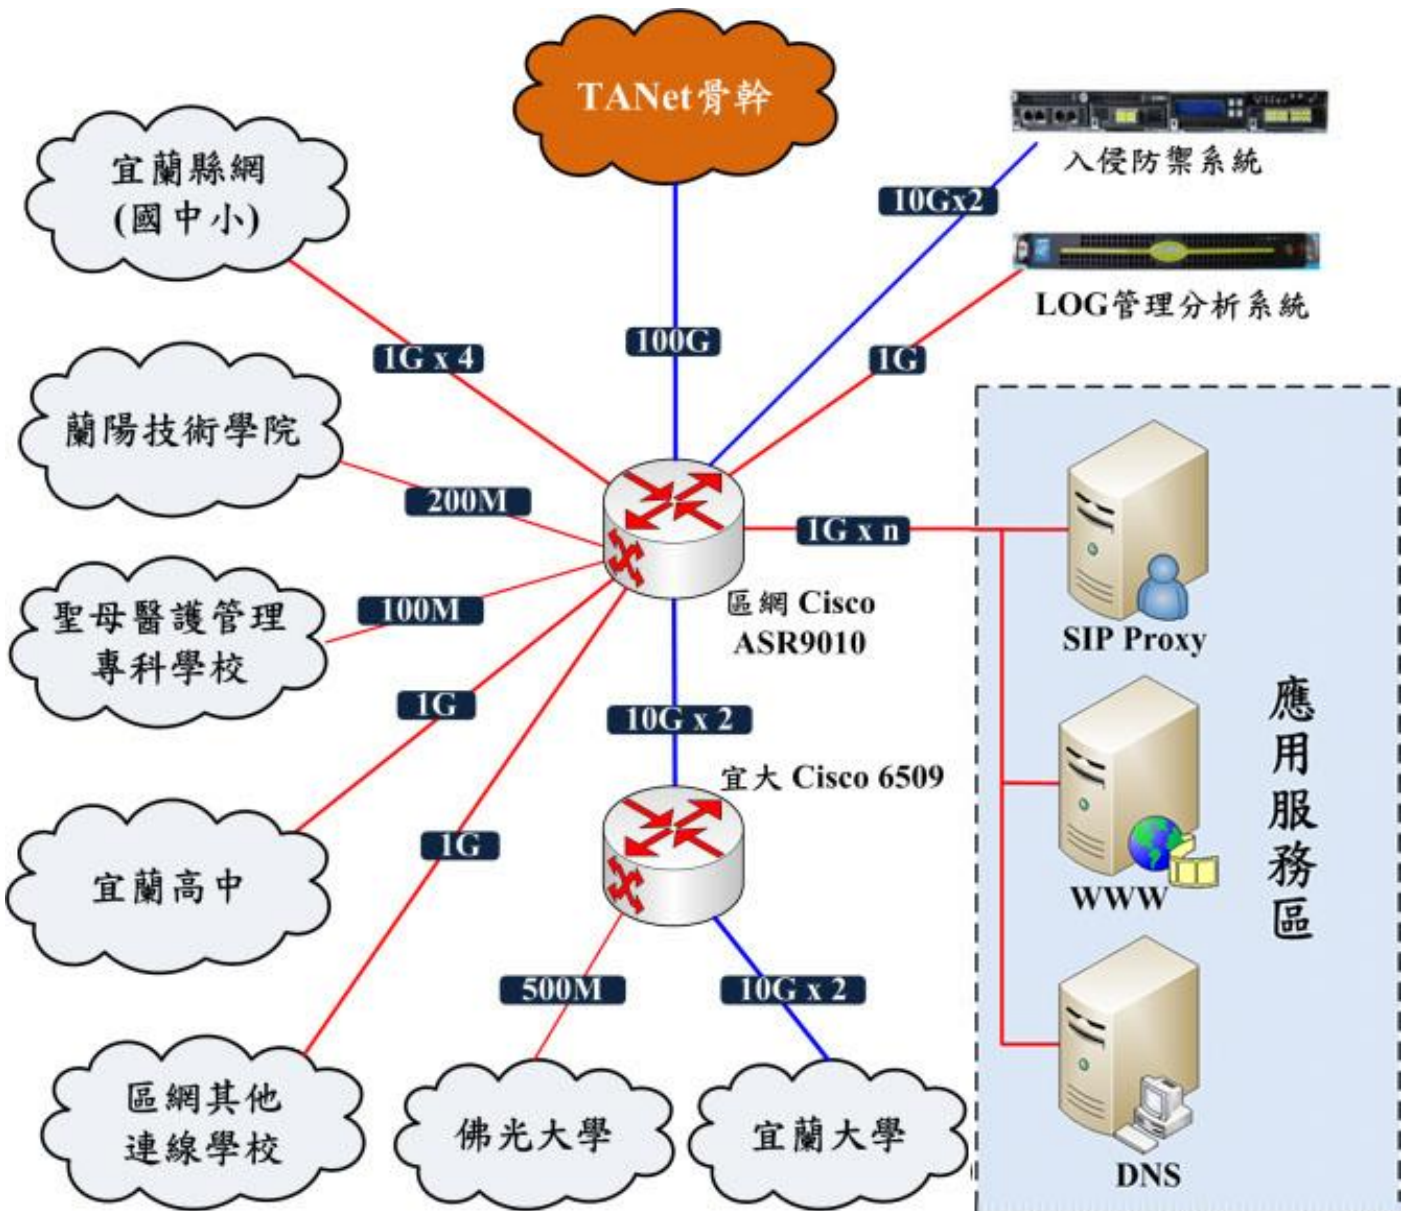 TANet骨幹
宜蘭縣網
(國中小)
入侵防禦系統
10Gx2
LOG管理分析系統
100G
1G x 4
1G
蘭陽技術學院
200M
1G x n
聖母醫護管理
專科學校
100M
區網 Cisco
ASR9010
SIP Proxy
1G
10G x 2
宜大 Cisco 6509
應用服務區
1G
宜蘭高中
WWW
500M
10G x 2
區網其他
連線學校
佛光大學
宜蘭大學
DNS